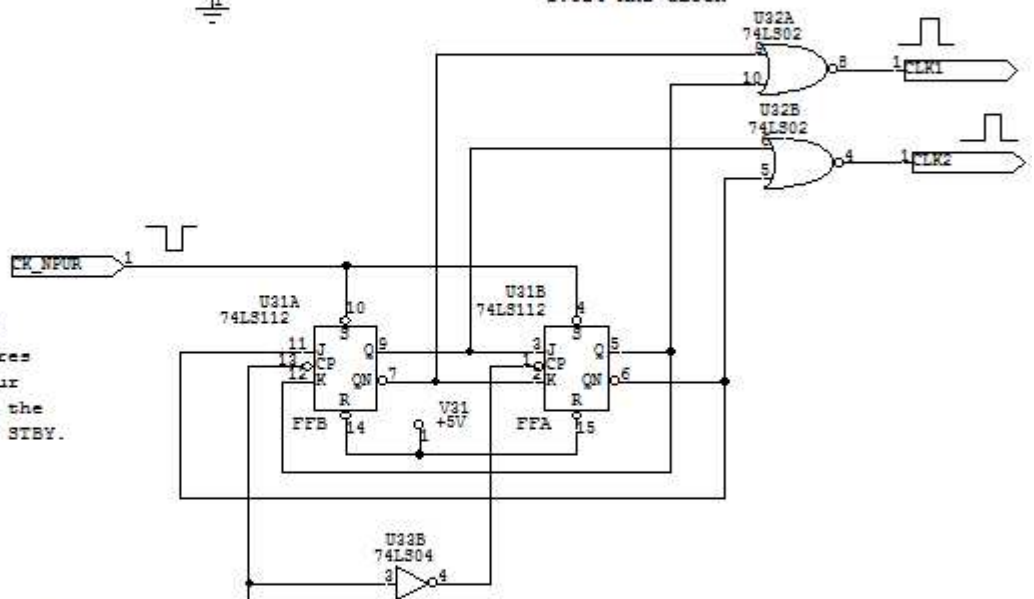 U32A
74LS02
9
8
1
CLK1
10
U32B
74LS02
6
4
1
CLK2
5
CK_NPUR
1
U31A
74LS112
10
U31B
74LS112
4
S
S
11
J
Q
9
3
J
Q
5
13
CP
1
CP
12
K
QN
7
2
K
QN
6
R
R
FFB
14
V31
+5V
1
FFA
15
res
ur
the
STBY.
U33B
74LS04
3
4